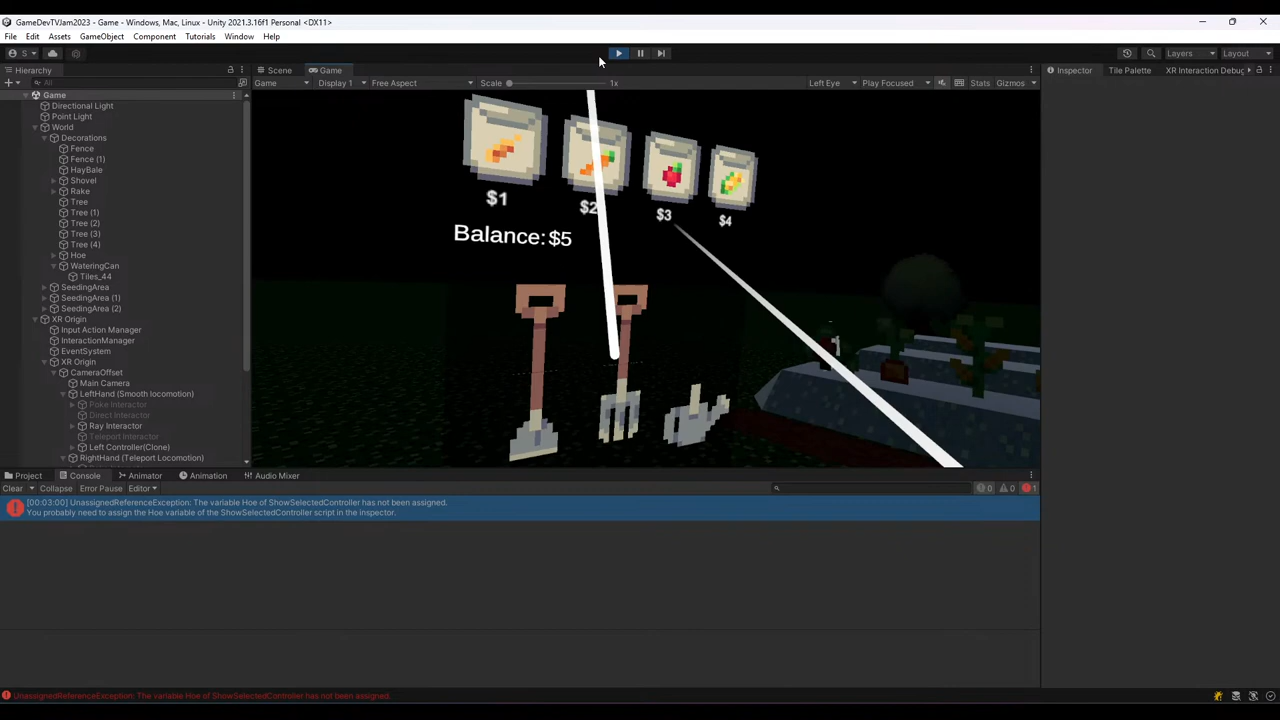 GameDevTVJam2023 - Game - Windows, Mac, Linux - Unity 2021.3.16f1 Personal <DX11>
File Edit Assets GameObject Component Tutorials Window Help
S Layers Layout
Hierarchy Scene Game Inspector Tile Palette XR Interaction Debug
All Game Display 1 Free Aspect Scale 1x Left Eye Play Focused Stats Gizmos
Game
Directional Light
Point Light
World
Decorations
Fence
Fence (1)
HayBale
Shovel
Rake
Tree
Tree (1)
Tree (2)
Tree (3)
Tree (4)
Hoe
WateringCan
Tiles_44
SeedingArea
SeedingArea (1)
SeedingArea (2)
XR Origin
Input Action Manager
InteractionManager
EventSystem
XR Origin
CameraOffset
Main Camera
LeftHand (Smooth locomotion)
Poke Interactor
Direct Interactor
Ray Interactor
Teleport Interactor
Left Controller(Clone)
RightHand (Teleport Locomotion)
$1 $2 $3 $4
Balance: $5
Project Console Animator Animation Audio Mixer
Clear Collapse Error Pause Editor 0 0 1
[00:03:00] UnassignedReferenceException: The variable Hoe of ShowSelectedController has not been assigned.
You probably need to assign the Hoe variable of the ShowSelectedController script in the inspector.
UnassignedReferenceException: The variable Hoe of ShowSelectedController has not been assigned.